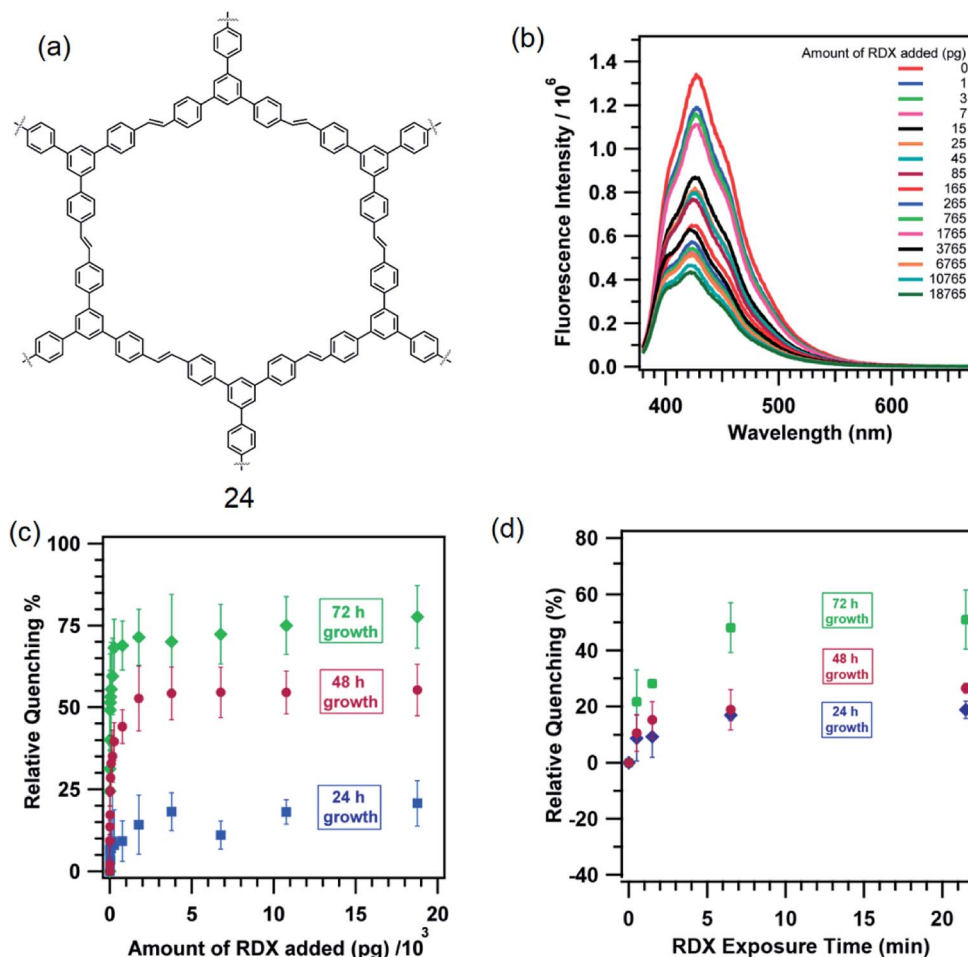 (a)
24
(b)
Fluorescence Intensity / 10^6
1.4
1.2
1.0
0.8
0.6
0.4
0.2
0.0
400
500
600
Wavelength (nm)
Amount of RDX added (pg)
0
1
3
7
15
25
45
85
165
265
765
1765
3765
6765
10765
18765
(c)
Relative Quenching %
100
75
50
25
0
72 h
growth
48 h
growth
24 h
growth
0
5
10
15
20
Amount of RDX added (pg) /10^3
(d)
Relative Quenching (%)
80
60
40
20
0
-20
-40
72 h
growth
48 h
growth
24 h
growth
0
5
10
15
20
RDX Exposure Time (min)